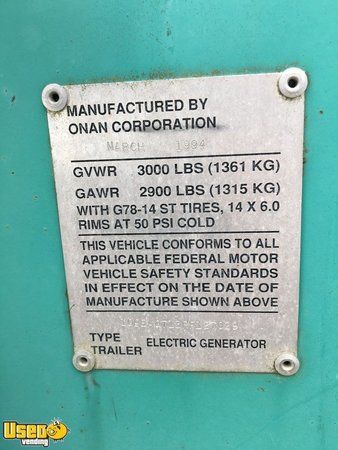 MANUFACTURED BY
ONAN CORPORATION
MARCH 1994
GVWR 3000 LBS (1361 KG)
GAWR 2900 LBS (1315 KG)
WITH G78-14 ST TIRES, 14 X 6.0
RIMS AT 50 PSI COLD
THIS VEHICLE CONFORMS TO ALL
APPLICABLE FEDERAL MOTOR
VEHICLE SAFETY STANDARDS
IN EFFECT ON THE DATE OF
MANUFACTURE SHOWN ABOVE
TYPE ELECTRIC GENERATOR
TRAILER
USED
vending